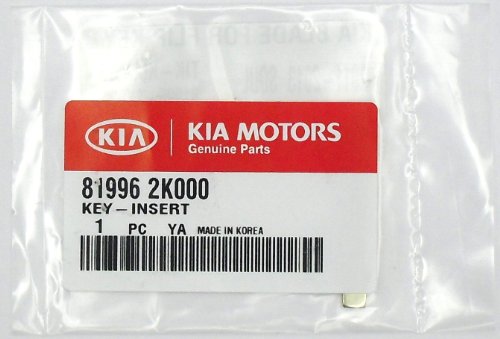 KIA
KIA MOTORS
Genuine Parts
81996 2K000
KEY-INSERT
1 PC YA MADE IN KOREA